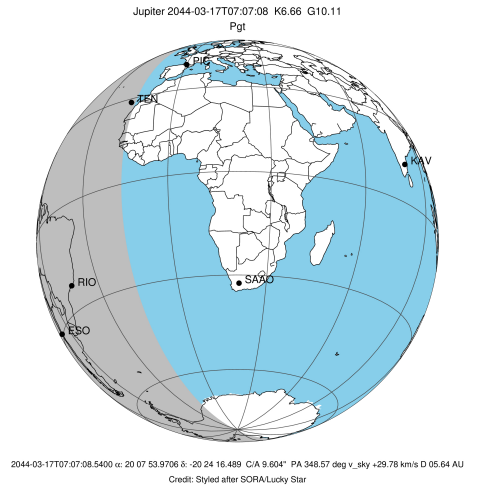 Jupiter 2044-03-17T07:07:08 K6.66 G10.11
Pgt
PIC
TEN
KAV
RIO
SAAO
ESO
2044-03-17T07:07:08.5400 α: 20 07 53.9706 δ: -20 24 16.489 C/A 9.604" PA 348.57 deg v_sky +29.78 km/s D 05.64 AU
Credit: Styled after SORA/Lucky Star